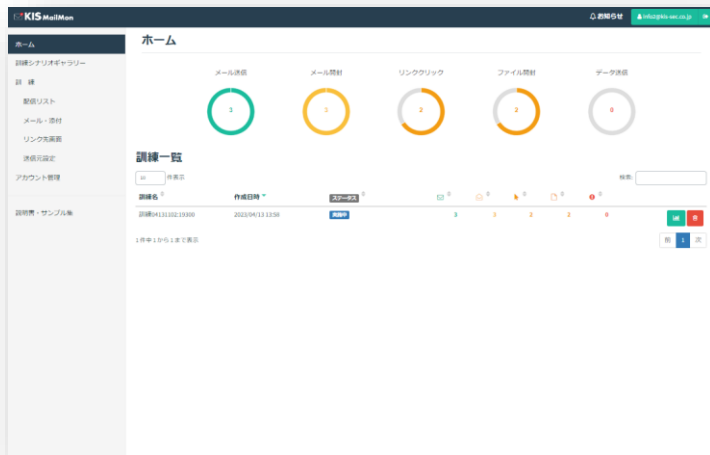 KIS MailMon
お知らせ
ホーム
訓練シナリオギャラリー
訓 練
配信リスト
メール・添付
リンク先画面
送信元設定
アカウント管理
説明書・サンプル集
ホーム
メール送信 メール開封 リンククリック ファイル開封 データ送信
3 3 2 2 0
訓練一覧
10 件表示
検索:
訓練名 作成日時 ステータス
2023/04/13 13:58 実施中 3 3 2 2 0
1 件中 1 から 1 まで表示
前 1 次